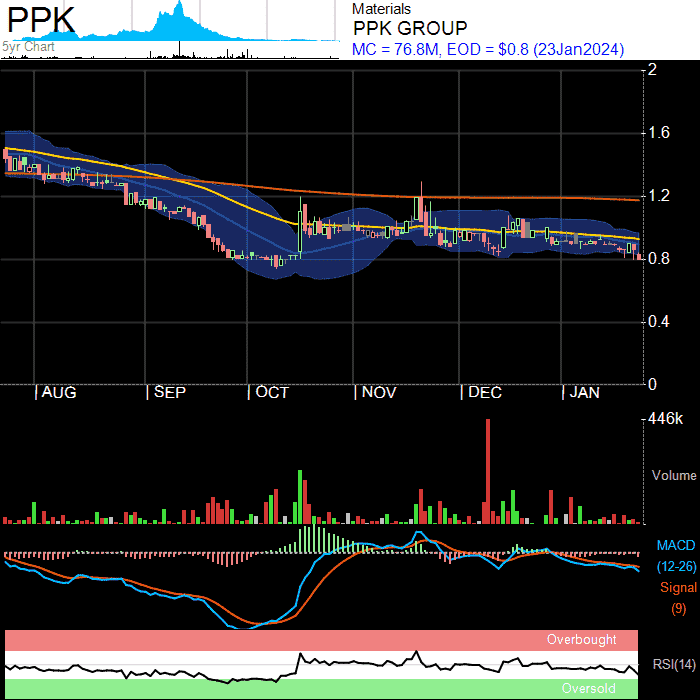 PPK
5yr Chart
Materials
PPK GROUP
MC = 76.8M, EOD = $0.8 (23Jan2024)
2
1.6
1.2
0.8
0.4
0
AUG
SEP
OCT
NOV
DEC
JAN
446k
Volume
MACD
(12-26)
Signal
(9)
Overbought
RSI(14)
Oversold